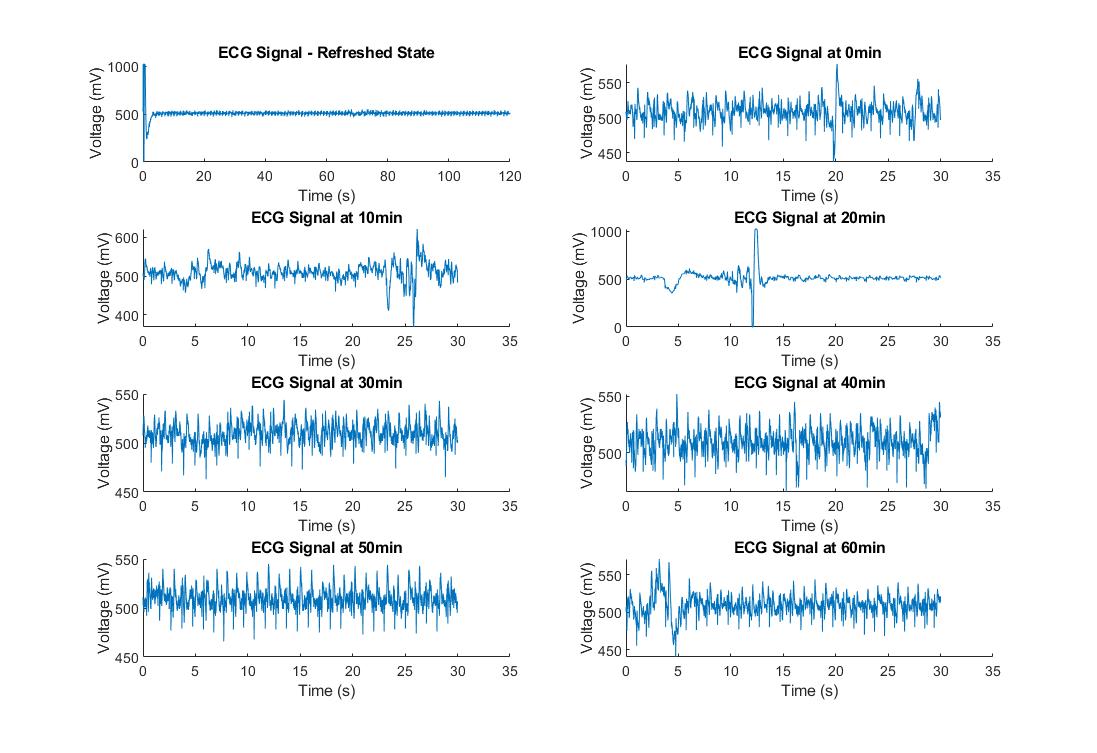 ECG Signal - Refreshed State
Voltage (mV)
1000
500
0
0 20 40 60 80 100 120
Time (s)
ECG Signal at 0min
Voltage (mV)
550
500
450
0 5 10 15 20 25 30 35
Time (s)
ECG Signal at 10min
Voltage (mV)
600
500
400
0 5 10 15 20 25 30 35
Time (s)
ECG Signal at 20min
Voltage (mV)
1000
500
0
0 5 10 15 20 25 30 35
Time (s)
ECG Signal at 30min
Voltage (mV)
550
500
450
0 5 10 15 20 25 30 35
Time (s)
ECG Signal at 40min
Voltage (mV)
550
500
0 5 10 15 20 25 30 35
Time (s)
ECG Signal at 50min
Voltage (mV)
550
500
450
0 5 10 15 20 25 30 35
Time (s)
ECG Signal at 60min
Voltage (mV)
550
500
450
0 5 10 15 20 25 30 35
Time (s)